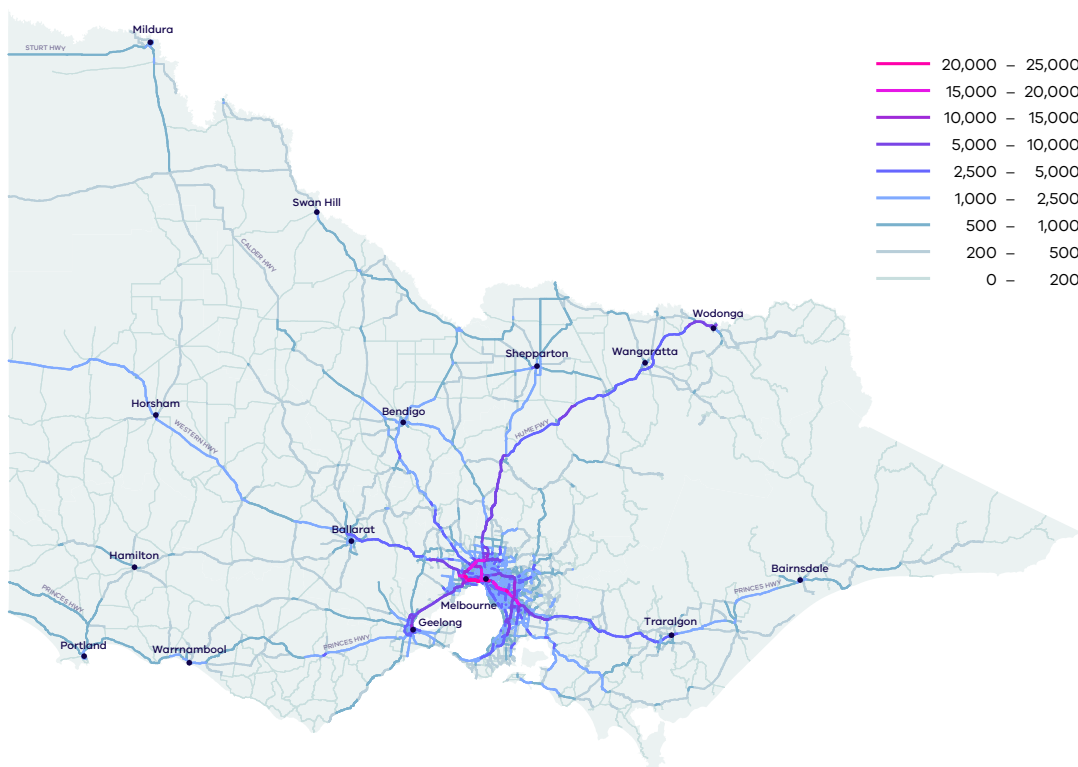 Mildura
STURT HWy
20,000 – 25,000
15,000 – 20,000
10,000 – 15,000
5,000 – 10,000
2,500 – 5,000
1,000 – 2,500
500 – 1,000
200 – 500
0 – 200
Swan Hill
CALDER HWY
Wodonga
Shepparton
Wangaratta
Horsham
Bendigo
WESTERN HWY
HUME FWY
Ballarat
Hamilton
Bairnsdale
PRINCES HWY
PRINCES HWY
Melbourne
Geelong
Traralgon
PRINCES HWY
Portland
Warrnambool